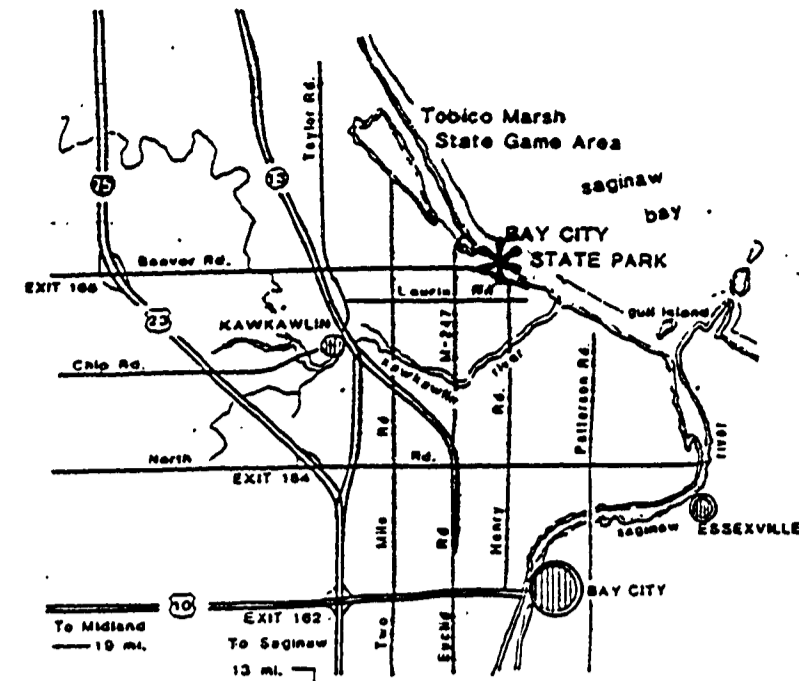 Taylor Rd.
Tobico Marsh
State Game Area
saginaw
bay
75
13
BAY CITY
STATE PARK
Beaver Rd.
EXIT 168
Rd
gull Island
23
KAWKAWLIN
M-247
Chip Rd.
Kawkawlin
river
Rd.
Patterson Rd.
Rd
North
Rd.
EXIT 164
river
Mile
Rd
Henry
saginaw
ESSEXVILLE
10
BAY CITY
EXIT 162
To Midland
19 mi.
To Saginaw
13 mi.
Two
Euclid